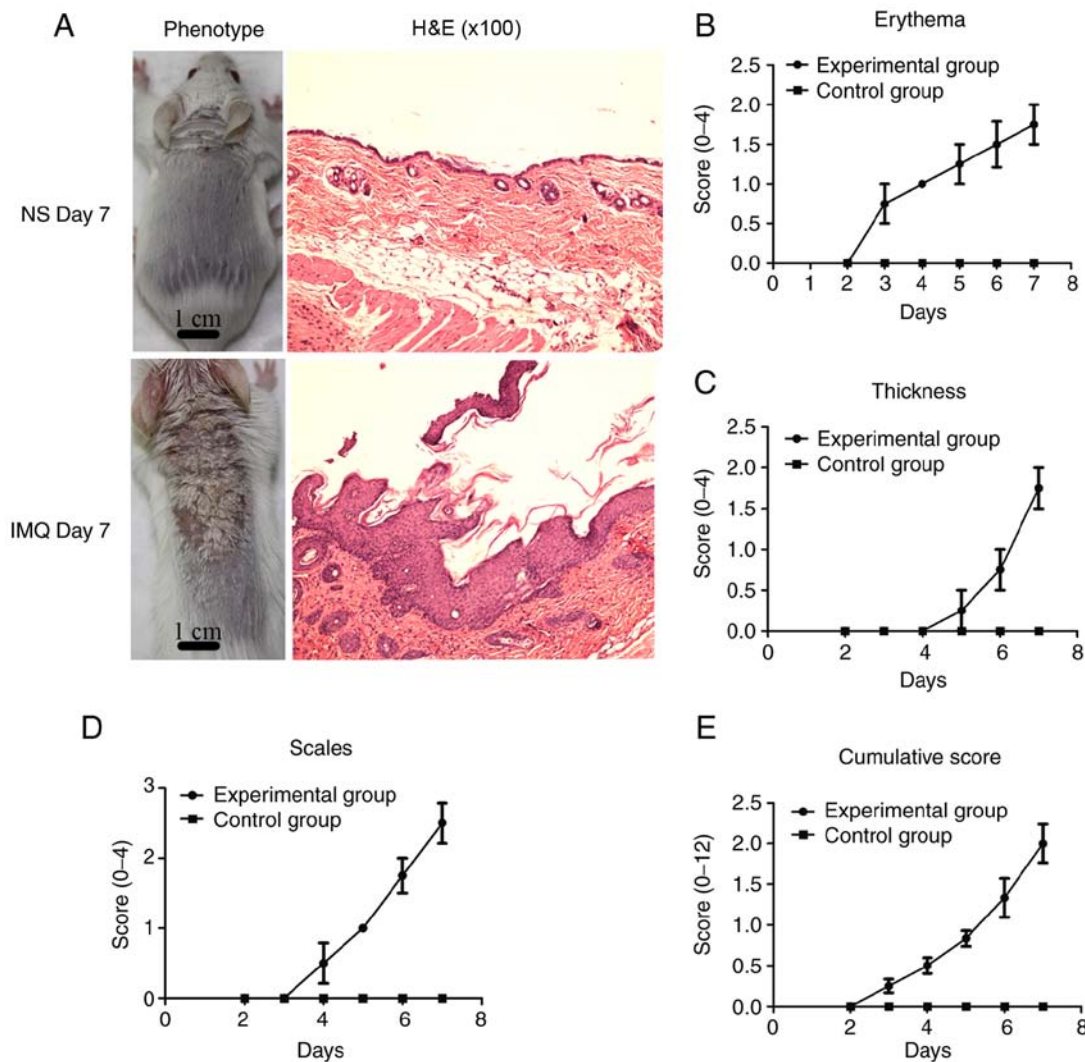 A
Phenotype
H&E (x100)
NS Day 7
1 cm
IMQ Day 7
1 cm
B
Erythema
Experimental group
Control group
Score (0–4)
2.5
2.0
1.5
1.0
0.5
0.0
0 1 2 3 4 5 6 7 8
Days
C
Thickness
Experimental group
Control group
Score (0–4)
2.5
2.0
1.5
1.0
0.5
0.0
0 2 4 6 8
Days
D
Scales
Experimental group
Control group
Score (0–4)
3
2
1
0
0 2 4 6 8
Days
E
Cumulative score
Experimental group
Control group
Score (0–12)
2.5
2.0
1.5
1.0
0.5
0.0
0 2 4 6 8
Days